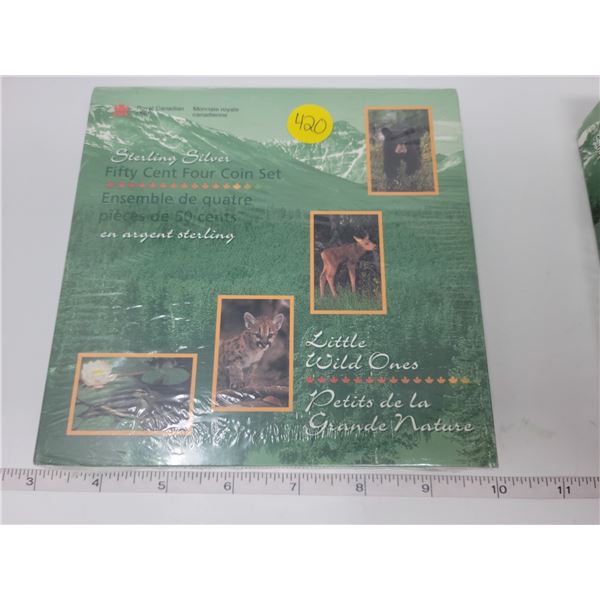 Royal Canadian Monnaie royale
Mint canadienne
420
Sterling Silver
Fifty Cent Four Coin Set
Ensemble de quatre
pièces de 50 cents
en argent sterling
Little
Wild Ones
Petits de la
Grande Nature
3 4 5 6 7 8 9 10 11